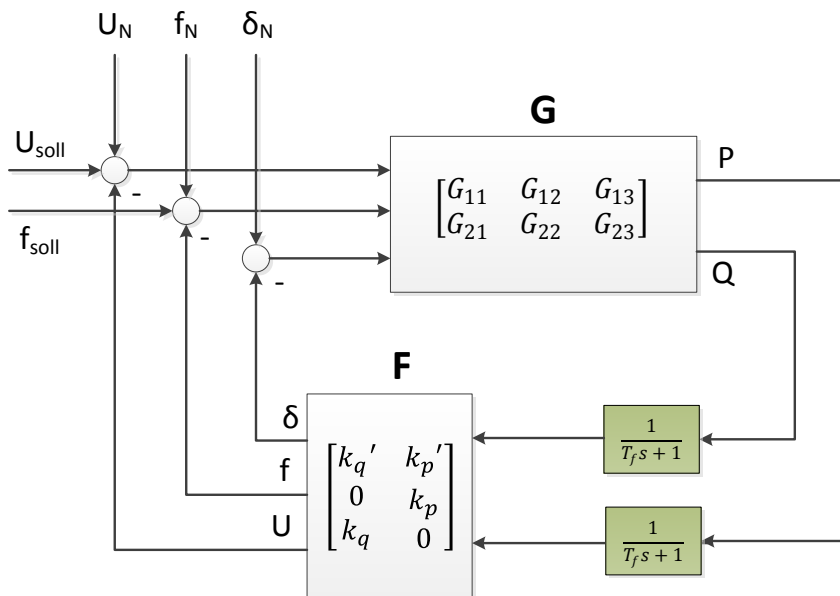 U_N f_N δ_N
G
U_soll
P
[G_11 G_12 G_13]
[G_21 G_22 G_23]
-
-
f_soll
-
Q
F
δ
f
U
[k_q′ k_p′]
[0 k_p]
[k_q 0]
1/(T_f s + 1)
1/(T_f s + 1)